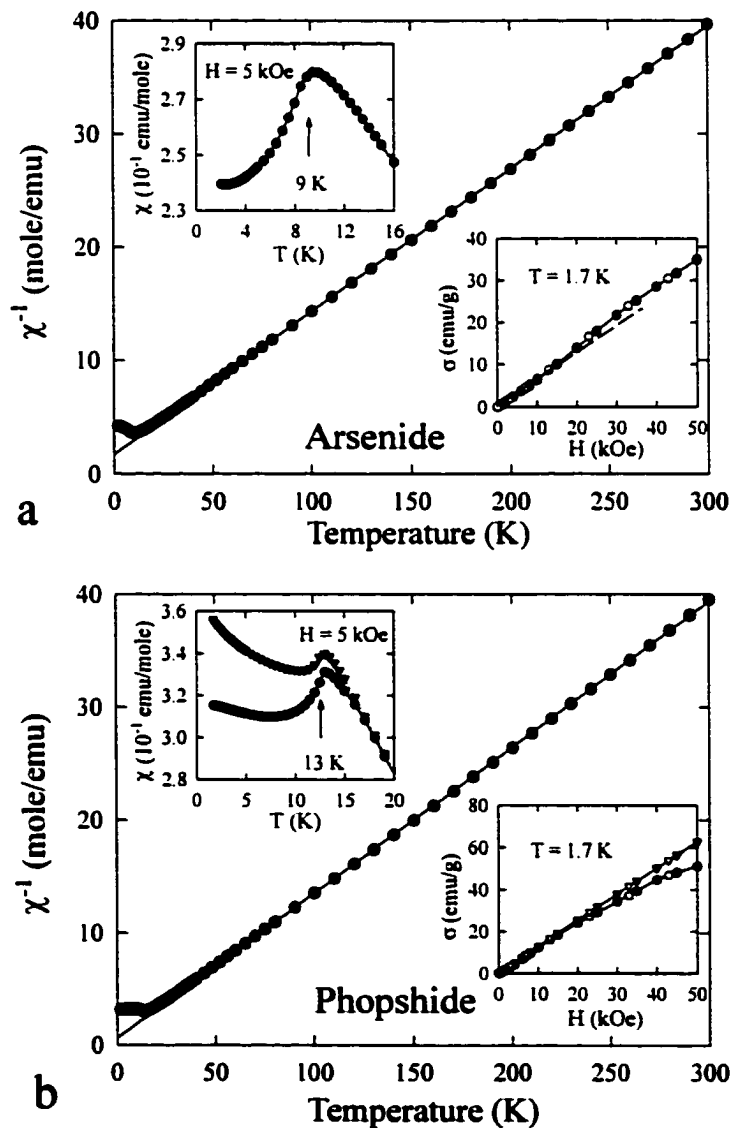 40
30
20
10
0
χ⁻¹ (mole/emu)
2.9
2.7
2.5
2.3
χ (10⁻¹ emu/mole)
H = 5 kOe
9 K
0 4 8 12 16
T (K)
40
30
20
10
0
σ (emu/g)
T = 1.7 K
0 10 20 30 40 50
H (kOe)
Arsenide
0 50 100 150 200 250 300
Temperature (K)
a
40
30
20
10
0
χ⁻¹ (mole/emu)
3.6
3.4
3.2
3.0
2.8
χ (10⁻¹ emu/mole)
H = 5 kOe
13 K
0 5 10 15 20
T (K)
80
60
40
20
0
σ (emu/g)
T = 1.7 K
0 10 20 30 40 50
H (kOe)
Phopshide
0 50 100 150 200 250 300
Temperature (K)
b